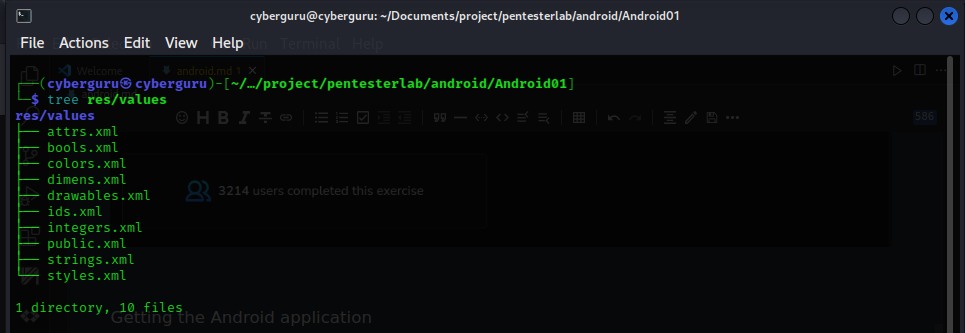 cyberguru@cyberguru: ~/Documents/project/pentesterlab/android/Android01
File Actions Edit View Help
Run Terminal Help
Welcome android.md 1
┌──(cyberguru㉿cyberguru)-[~/…/project/pentesterlab/android/Android01]
└─$ tree res/values
res/values
├── attrs.xml
├── bools.xml
├── colors.xml
├── dimens.xml
├── drawables.xml
├── ids.xml
├── integers.xml
├── public.xml
├── strings.xml
└── styles.xml
586
3214 users completed this exercise
1 directory, 10 files
Getting the Android application